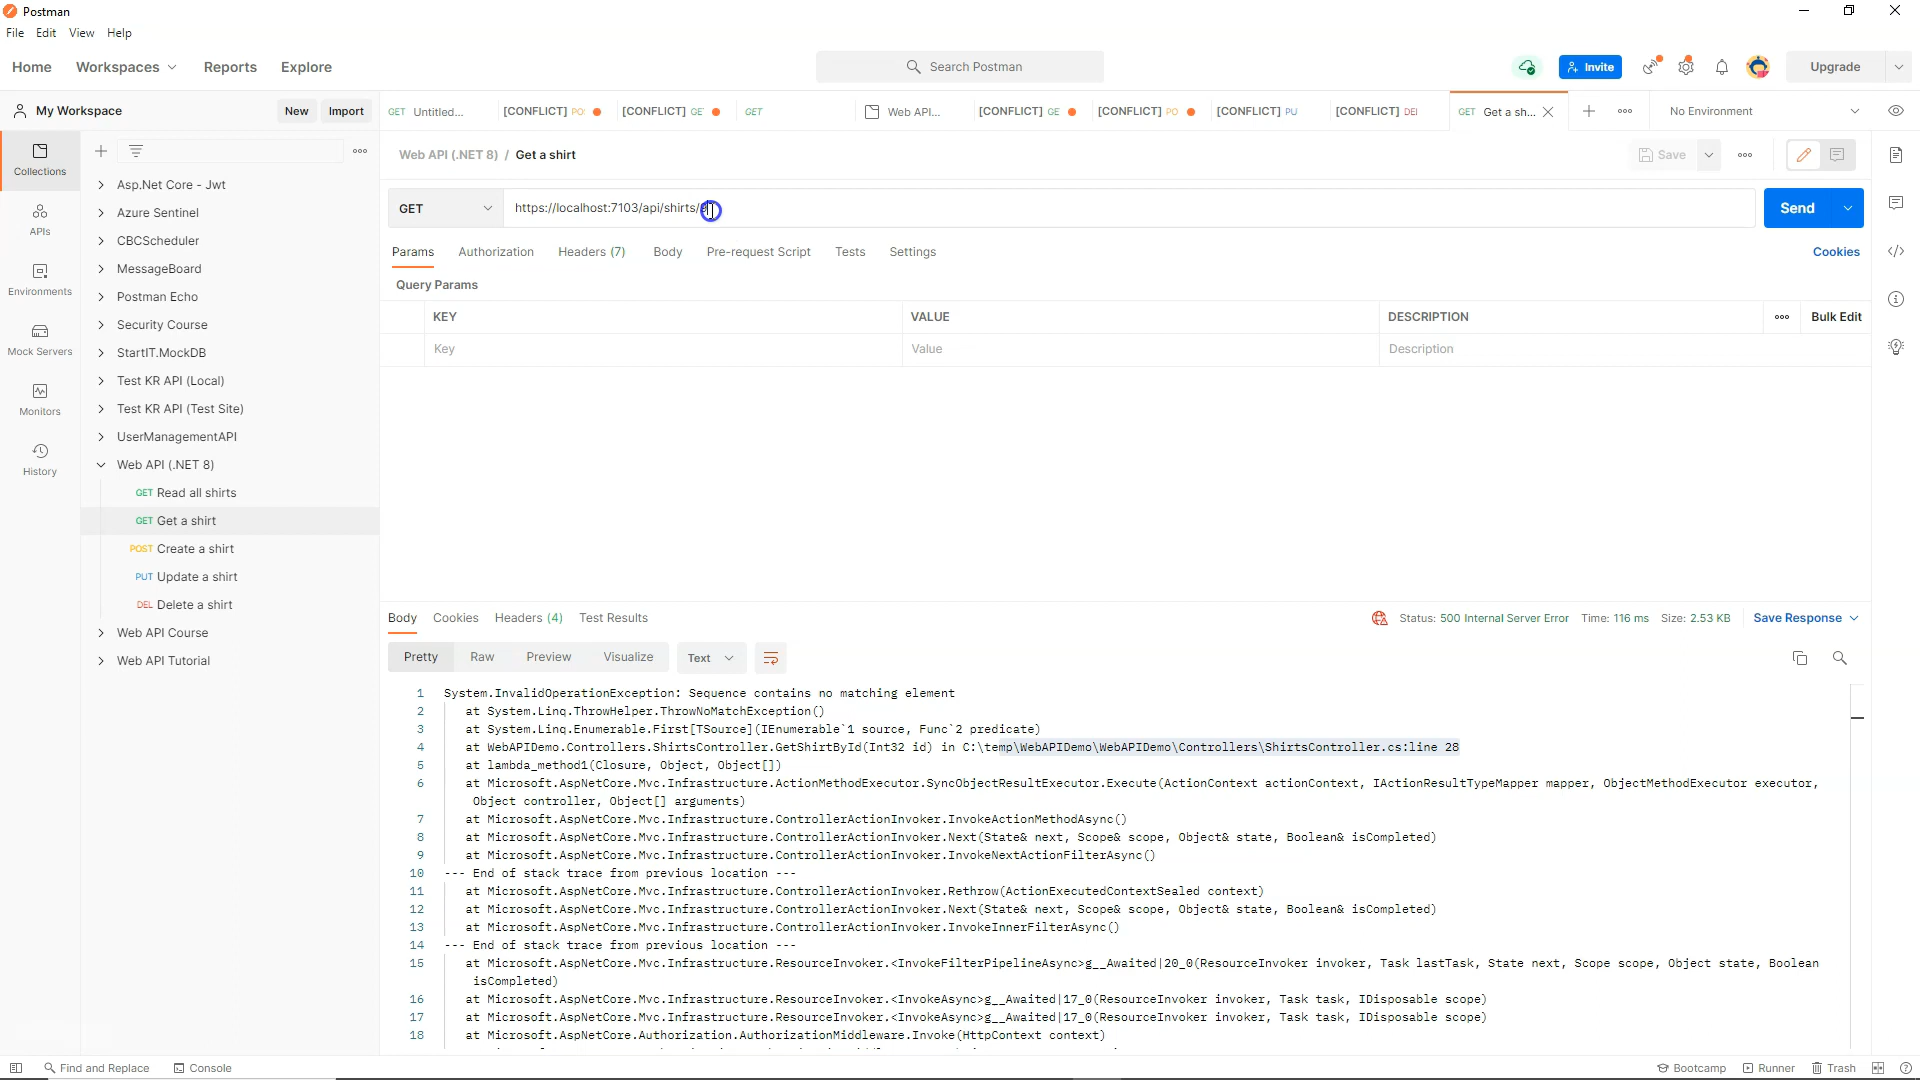 Postman
File Edit View Help
Home Workspaces Reports Explore
Search Postman
Invite
Upgrade
My Workspace New Import
GET Untitled... [CONFLICT] PO [CONFLICT] GE GET Web API... [CONFLICT] GE [CONFLICT] PO [CONFLICT] PU [CONFLICT] DEL GET Get a sh... No Environment
Collections
APIs
Environments
Mock Servers
Monitors
History
Asp.Net Core - Jwt
Azure Sentinel
CBCScheduler
MessageBoard
Postman Echo
Security Course
StartIT.MockDB
Test KR API (Local)
Test KR API (Test Site)
UserManagementAPI
Web API (.NET 8)
GET Read all shirts
GET Get a shirt
POST Create a shirt
PUT Update a shirt
DEL Delete a shirt
Web API Course
Web API Tutorial
Web API (.NET 8) / Get a shirt
Save
GET https://localhost:7103/api/shirts/
Send
Params Authorization Headers (7) Body Pre-request Script Tests Settings
Cookies
Query Params
KEY VALUE DESCRIPTION Bulk Edit
Key Value Description
Body Cookies Headers (4) Test Results
Status: 500 Internal Server Error Time: 116 ms Size: 2.53 KB Save Response
Pretty Raw Preview Visualize Text
1 System.InvalidOperationException: Sequence contains no matching element
2 at System.Linq.ThrowHelper.ThrowNoMatchException()
3 at System.Linq.Enumerable.First[TSource](IEnumerable`1 source, Func`2 predicate)
4 at WebAPIDemo.Controllers.ShirtsController.GetShirtById(Int32 id) in C:\temp\WebAPIDemo\WebAPIDemo\Controllers\ShirtsController.cs:line 28
5 at lambda_method1(Closure, Object, Object[])
6 at Microsoft.AspNetCore.Mvc.Infrastructure.ActionMethodExecutor.SyncObjectResultExecutor.Execute(ActionContext actionContext, IActionResultTypeMapper mapper, ObjectMethodExecutor executor,
Object controller, Object[] arguments)
7 at Microsoft.AspNetCore.Mvc.Infrastructure.ControllerActionInvoker.InvokeActionMethodAsync()
8 at Microsoft.AspNetCore.Mvc.Infrastructure.ControllerActionInvoker.Next(State& next, Scope& scope, Object& state, Boolean& isCompleted)
9 at Microsoft.AspNetCore.Mvc.Infrastructure.ControllerActionInvoker.InvokeNextActionFilterAsync()
10 --- End of stack trace from previous location ---
11 at Microsoft.AspNetCore.Mvc.Infrastructure.ControllerActionInvoker.Rethrow(ActionExecutedContextSealed context)
12 at Microsoft.AspNetCore.Mvc.Infrastructure.ControllerActionInvoker.Next(State& next, Scope& scope, Object& state, Boolean& isCompleted)
13 at Microsoft.AspNetCore.Mvc.Infrastructure.ControllerActionInvoker.InvokeInnerFilterAsync()
14 --- End of stack trace from previous location ---
15 at Microsoft.AspNetCore.Mvc.Infrastructure.ResourceInvoker.<InvokeFilterPipelineAsync>g__Awaited|20_0(ResourceInvoker invoker, Task lastTask, State next, Scope scope, Object state, Boolean
isCompleted)
16 at Microsoft.AspNetCore.Mvc.Infrastructure.ResourceInvoker.<InvokeAsync>g__Awaited|17_0(ResourceInvoker invoker, Task task, IDisposable scope)
17 at Microsoft.AspNetCore.Mvc.Infrastructure.ResourceInvoker.<InvokeAsync>g__Awaited|17_0(ResourceInvoker invoker, Task task, IDisposable scope)
18 at Microsoft.AspNetCore.Authorization.AuthorizationMiddleware.Invoke(HttpContext context)
Find and Replace Console Bootcamp Runner Trash